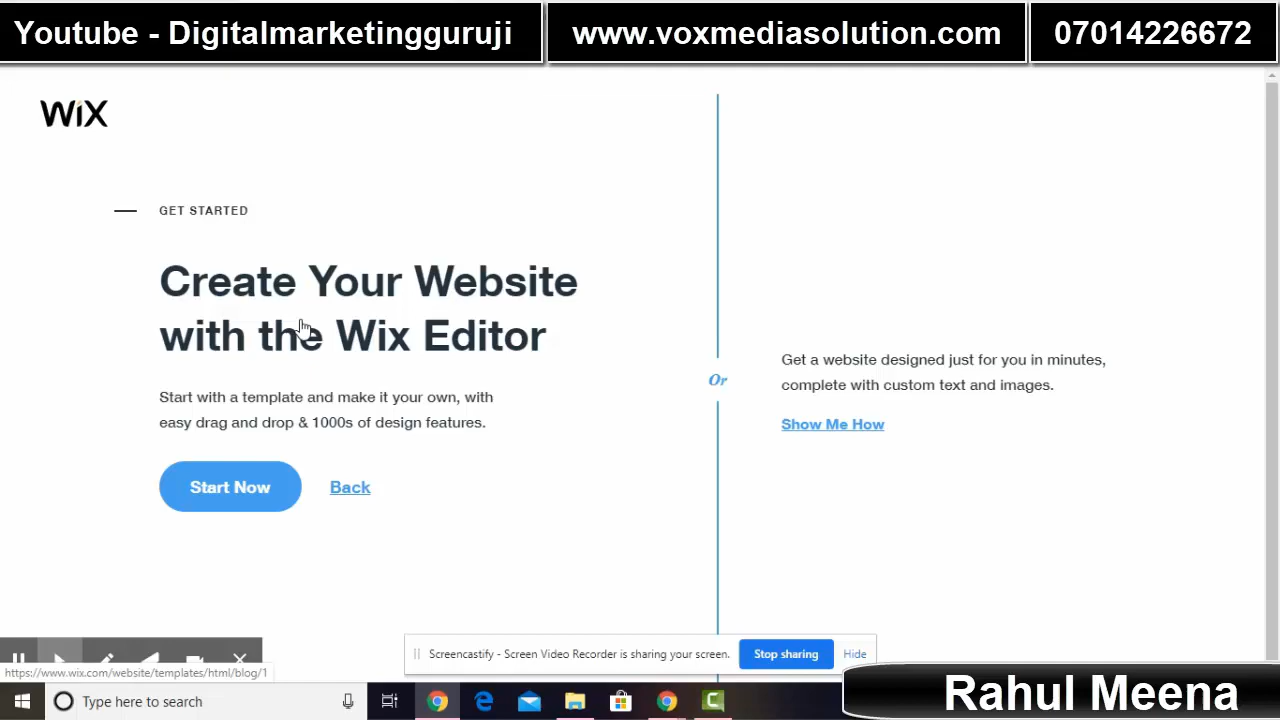 Youtube - Digitalmarketingguruji
www.voxmediasolution.com
07014226672
WIX
GET STARTED
Create Your Website
with the Wix Editor
Start with a template and make it your own, with
easy drag and drop & 1000s of design features.
Start Now
Back
Or
Get a website designed just for you in minutes,
complete with custom text and images.
Show Me How
Screencastify - Screen Video Recorder is sharing your screen.
Stop sharing
Hide
https://www.wix.com/website/templates/html/blog/1
Type here to search
Rahul Meena